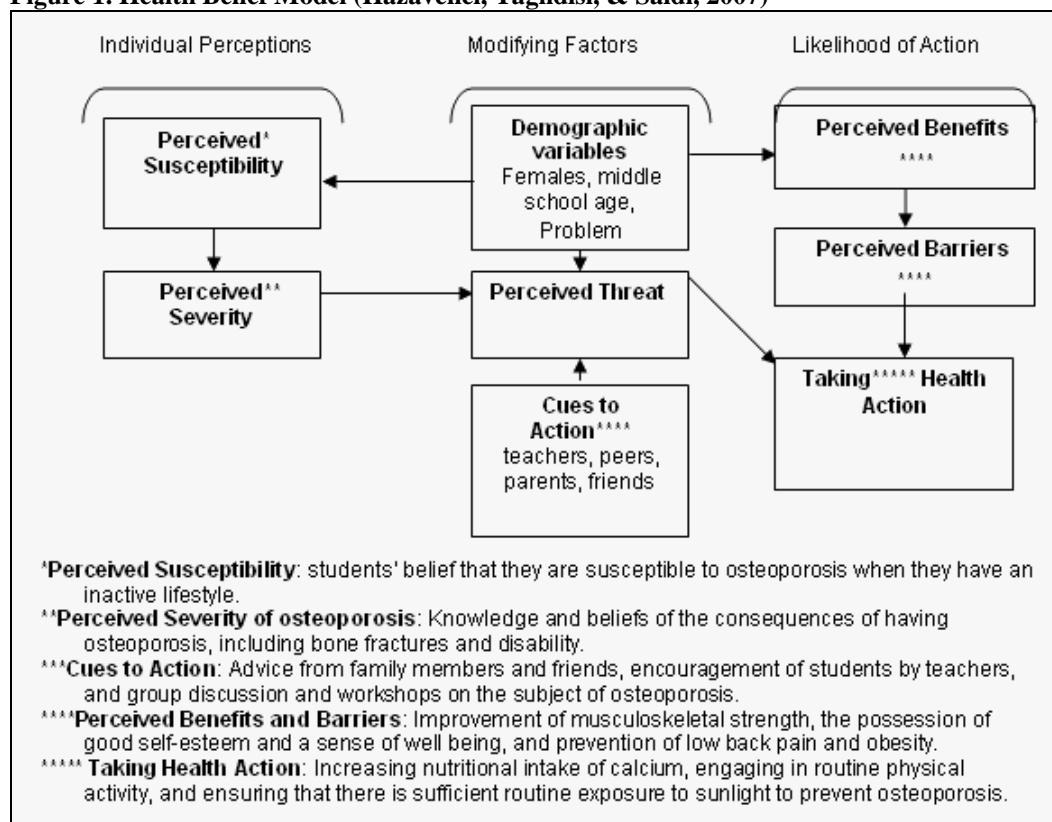 Figure 1. Health Belief Model (Hazavehei, Taghdisi, & Saidi, 2007)
Individual Perceptions
Modifying Factors
Likelihood of Action
Perceived*
Susceptibility
Demographic
variables
Females, middle
school age,
Problem
Perceived Benefits
****
Perceived Barriers
****
Perceived**
Severity
Perceived Threat
Taking***** Health
Action
Cues to
Action****
teachers, peers,
parents, friends
*Perceived Susceptibility: students' belief that they are susceptible to osteoporosis when they have an
inactive lifestyle.
**Perceived Severity of osteoporosis: Knowledge and beliefs of the consequences of having
osteoporosis, including bone fractures and disability.
***Cues to Action: Advice from family members and friends, encouragement of students by teachers,
and group discussion and workshops on the subject of osteoporosis.
****Perceived Benefits and Barriers: Improvement of musculoskeletal strength, the possession of
good self-esteem and a sense of well being, and prevention of low back pain and obesity.
***** Taking Health Action: Increasing nutritional intake of calcium, engaging in routine physical
activity, and ensuring that there is sufficient routine exposure to sunlight to prevent osteoporosis.